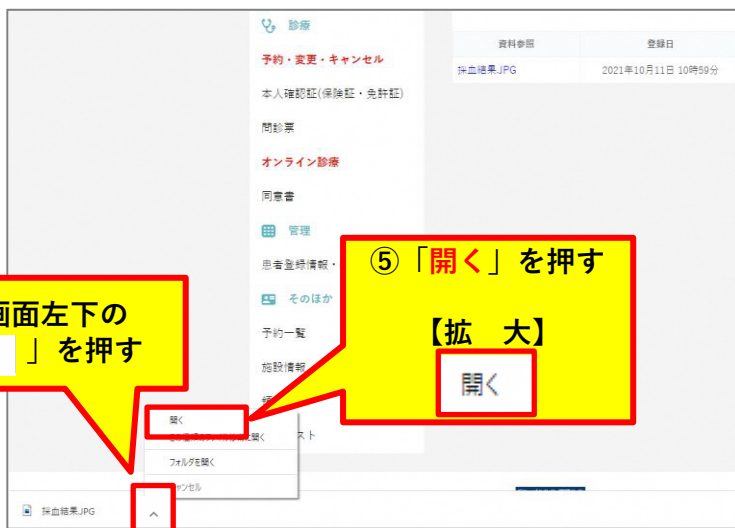 診療
予約・変更・キャンセル
本人確認証(保険証・免許証)
問診票
オンライン診療
同意書
管理
患者登録情報・
そのほか
予約一覧
施設情報
スト
資料参照 登録日
採血結果.JPG 2021年10月11日 10時59分
⑤「開く」を押す
【拡 大】
開く
画面左下の
」を押す
開く
フォルダを開く
キャンセル
採血結果.JPG